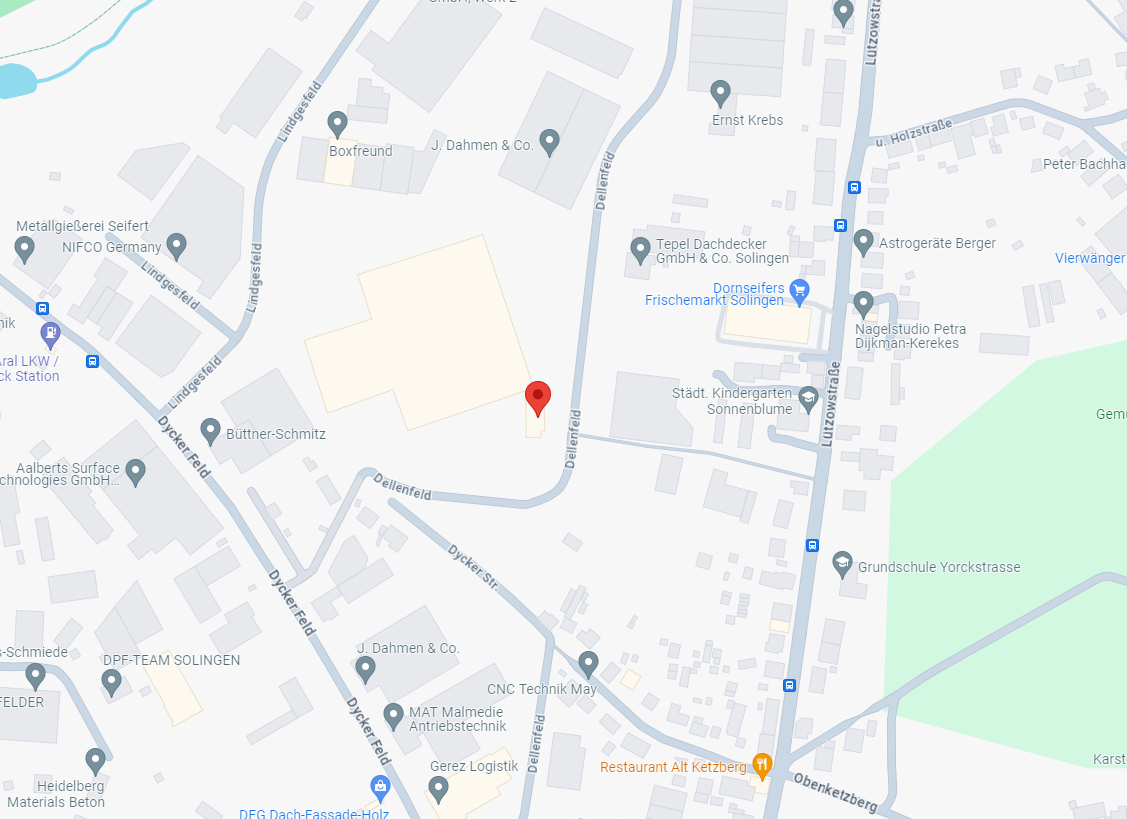 GmbH, Werk 2
Lützowstra
Lindgesfeld
Ernst Krebs
u. Holzstraße
Boxfreund
J. Dahmen & Co.
Peter Bachha
Dellenfeld
Metallgießerei Seifert
NIFCO Germany
Tepel Dachdecker
GmbH & Co. Solingen
Astrogeräte Berger
Vierwänger
Lindgesfeld
Lindgesfeld
Dornseifers
Frischemarkt Solingen
nik
Nagelstudio Petra
Dijkman-Kerekes
Aral LKW /
ck Station
Lindgesfeld
Städt. Kindergarten
Sonnenblume
Lützowstraße
Gemü
Büttner-Schmitz
Dycker Feld
Dellenfeld
Aalberts Surface
chnologies GmbH...
Dellenfeld
Dycker Str.
Grundschule Yorckstrasse
Dycker Feld
s-Schmiede
DPF-TEAM SOLINGEN
J. Dahmen & Co.
CNC Technik May
FELDER
MAT Malmedie
Antriebstechnik
Dycker Feld
Dellenfeld
Gerez Logistik
Restaurant Alt Ketzberg
Karst
Obenketzberg
Heidelberg
Materials Beton
DFG Dach-Fassade-Holz